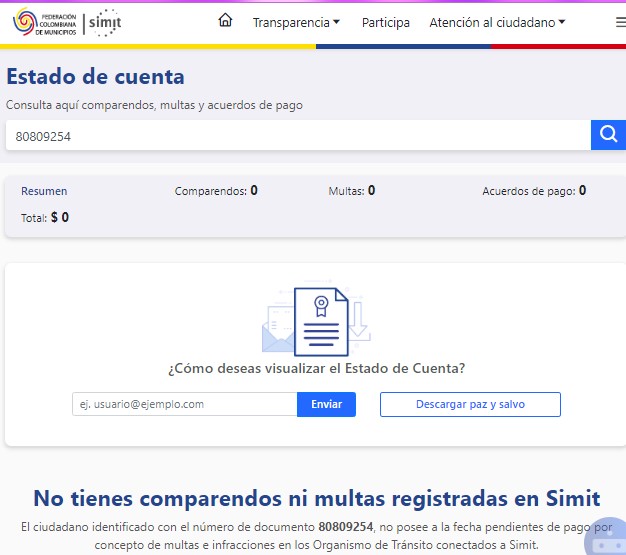 FEDERACIÓN
COLOMBIANA
DE MUNICIPIOS
simit
Transparencia
Participa
Atención al ciudadano
Estado de cuenta
Consulta aquí comparendos, multas y acuerdos de pago
80809254
Resumen Comparendos: 0 Multas: 0 Acuerdos de pago: 0
Total: $ 0
¿Cómo deseas visualizar el Estado de Cuenta?
ej. usuario@ejemplo.com Enviar Descargar paz y salvo
No tienes comparendos ni multas registradas en Simit
El ciudadano identificado con el número de documento 80809254, no posee a la fecha pendientes de pago por
concepto de multas e infracciones en los Organismo de Tránsito conectados a Simit.